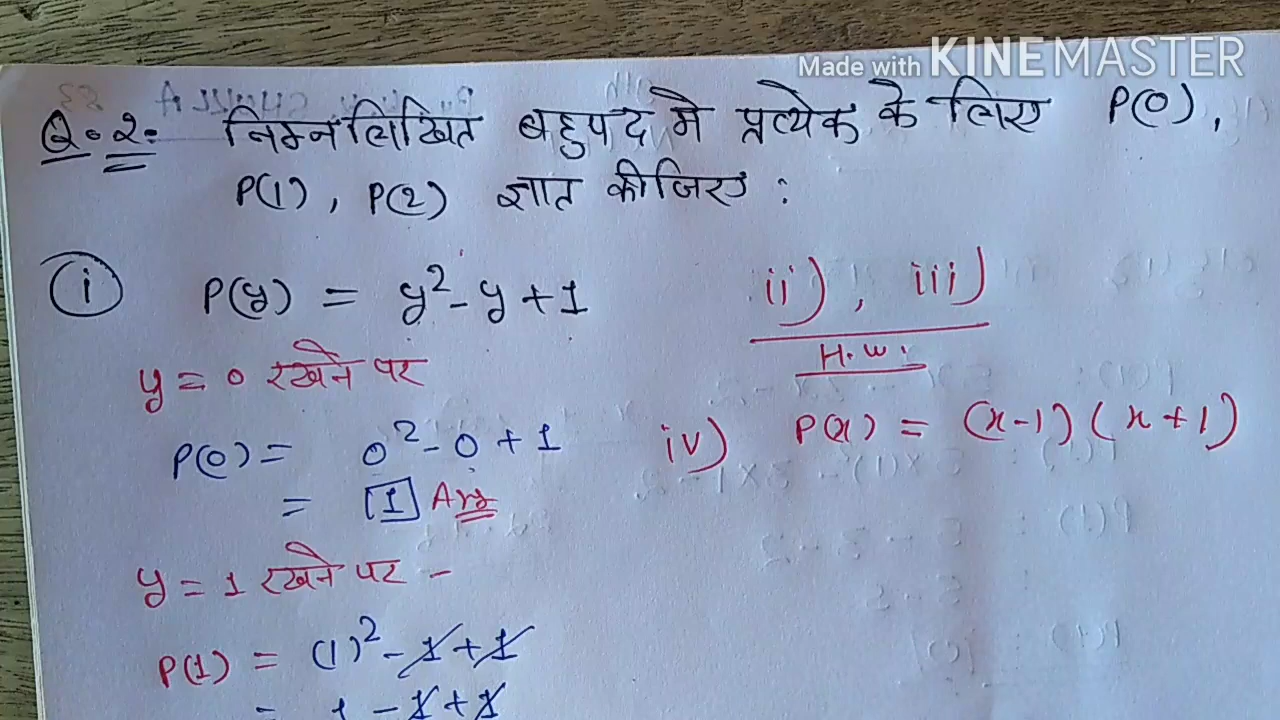 Made with KINEMASTER
Q. 2. निम्नलिखित बहुपद मे प्रत्येक के लिए P(0),
P(1), P(2) ज्ञात कीजिए :
(i) P(y) = y² - y + 1
y = 0 रखने पर
P(0) = 0² - 0 + 1
= 1 Ans
y = 1 रखने पर -
P(1) = (1)² - 1 + 1
= 1 - 1 + 1
ii), iii)
H.W.
iv) P(x) = (x-1) (x+1)